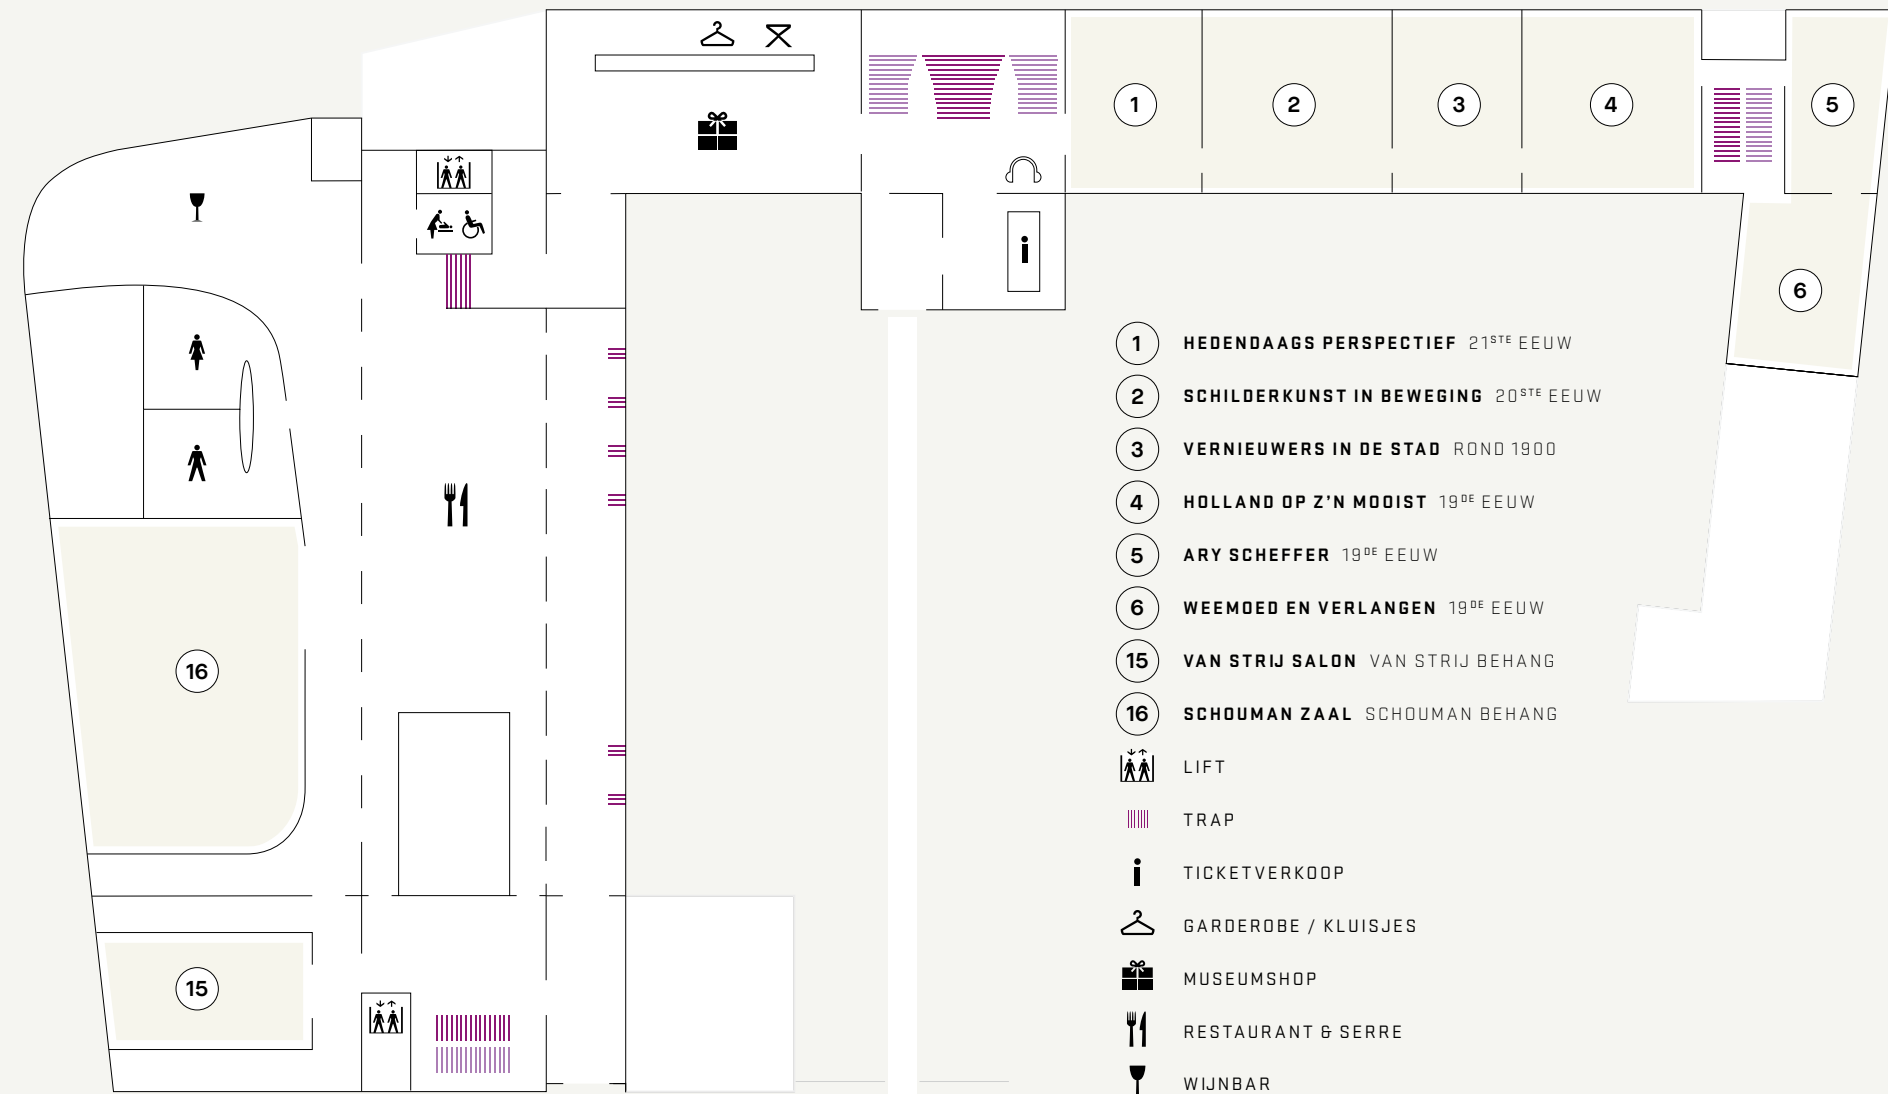 1
2
3
4
5
6
16
15
1 HEDENDAAGS PERSPECTIEF 21STE EEUW
2 SCHILDERKUNST IN BEWEGING 20STE EEUW
3 VERNIEUWERS IN DE STAD ROND 1900
4 HOLLAND OP Z’N MOOIST 19DE EEUW
5 ARY SCHEFFER 19DE EEUW
6 WEEMOED EN VERLANGEN 19DE EEUW
15 VAN STRIJ SALON VAN STRIJ BEHANG
16 SCHOUMAN ZAAL SCHOUMAN BEHANG
LIFT
TRAP
TICKETVERKOOP
GARDEROBE / KLUISJES
MUSEUMSHOP
RESTAURANT & SERRE
WIJNBAR